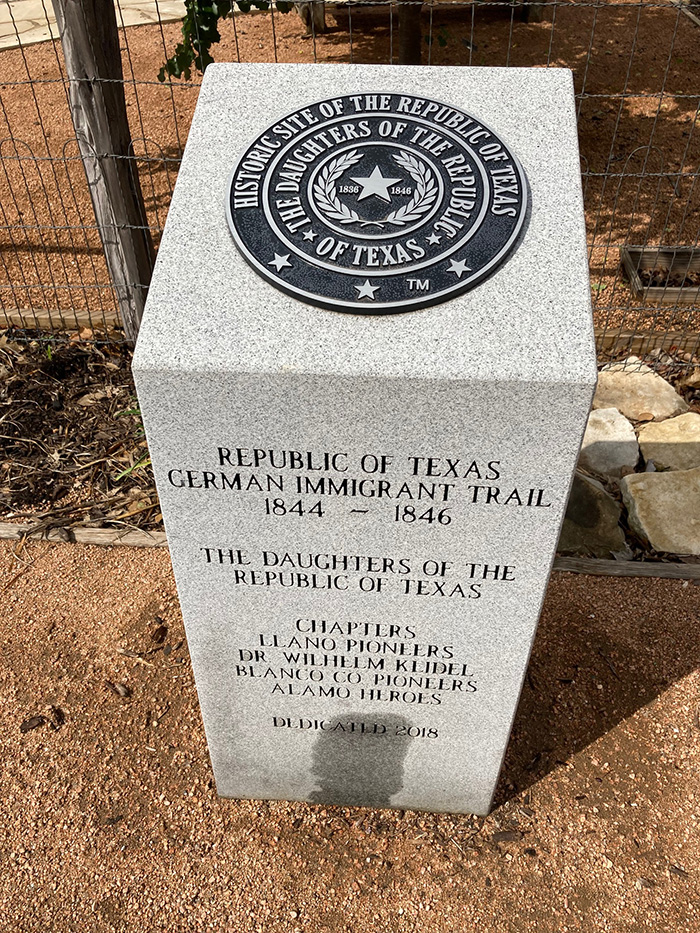 HISTORIC SITE OF THE REPUBLIC OF TEXAS
THE DAUGHTERS OF THE REPUBLIC
OF TEXAS
1836 1846
TM
REPUBLIC OF TEXAS
GERMAN IMMIGRANT TRAIL
1844 ~ 1846
THE DAUGHTERS OF THE
REPUBLIC OF TEXAS
CHAPTERS
LLANO PIONEERS
DR WILHELM KEIDEL
BLANCO CO PIONEERS
ALAMO HEROES
DEDICATED 2018